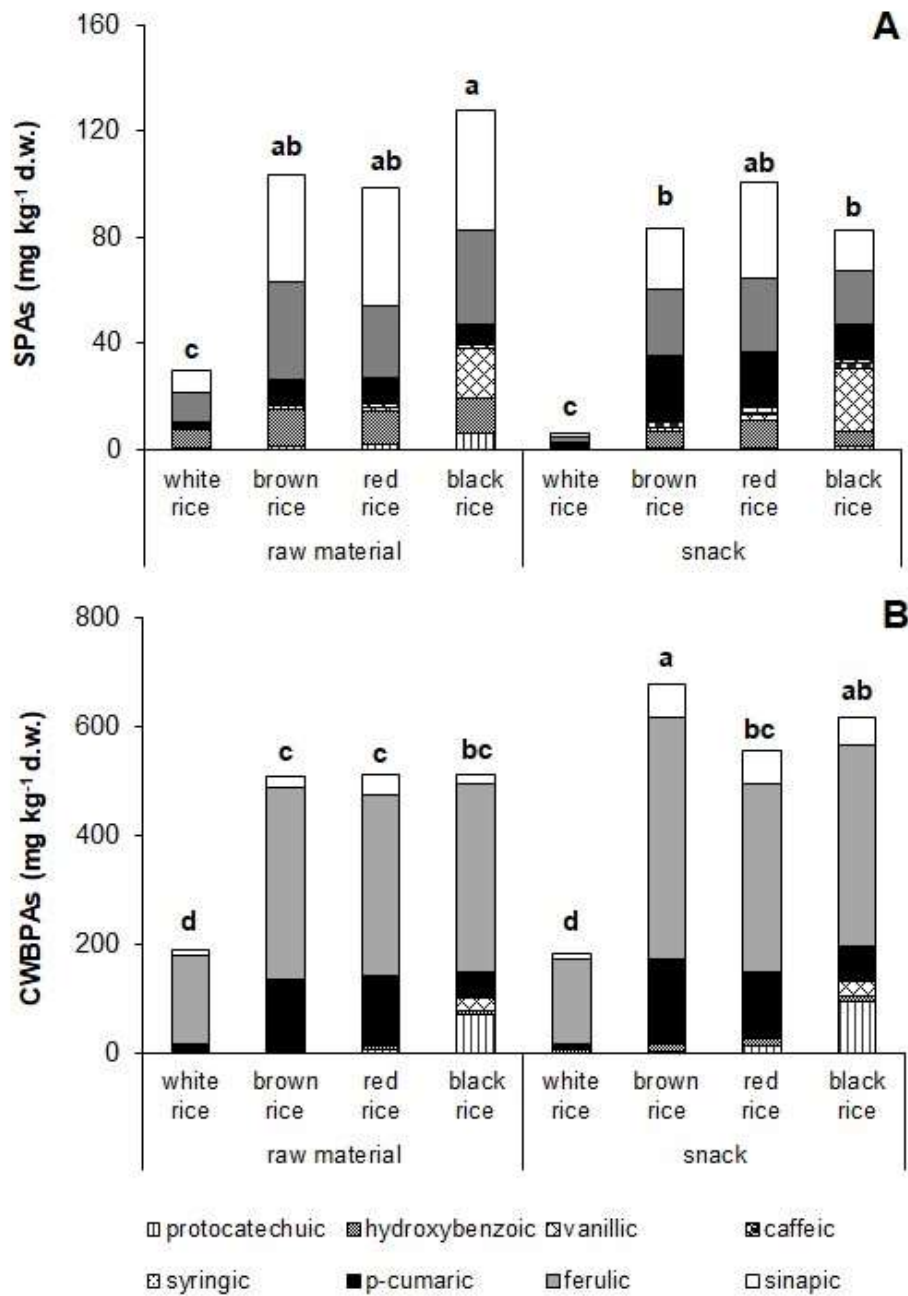 A
SPAs (mg kg⁻¹ d.w.)
160
120
80
40
0
c
ab
ab
a
c
b
ab
b
white rice
brown rice
red rice
black rice
white rice
brown rice
red rice
black rice
raw material
snack
B
CWBPAs (mg kg⁻¹ d.w.)
800
600
400
200
0
d
c
c
bc
d
a
bc
ab
white rice
brown rice
red rice
black rice
white rice
brown rice
red rice
black rice
raw material
snack
protocatechuic hydroxybenzoic vanillic caffeic
syringic p-cumaric ferulic sinapic